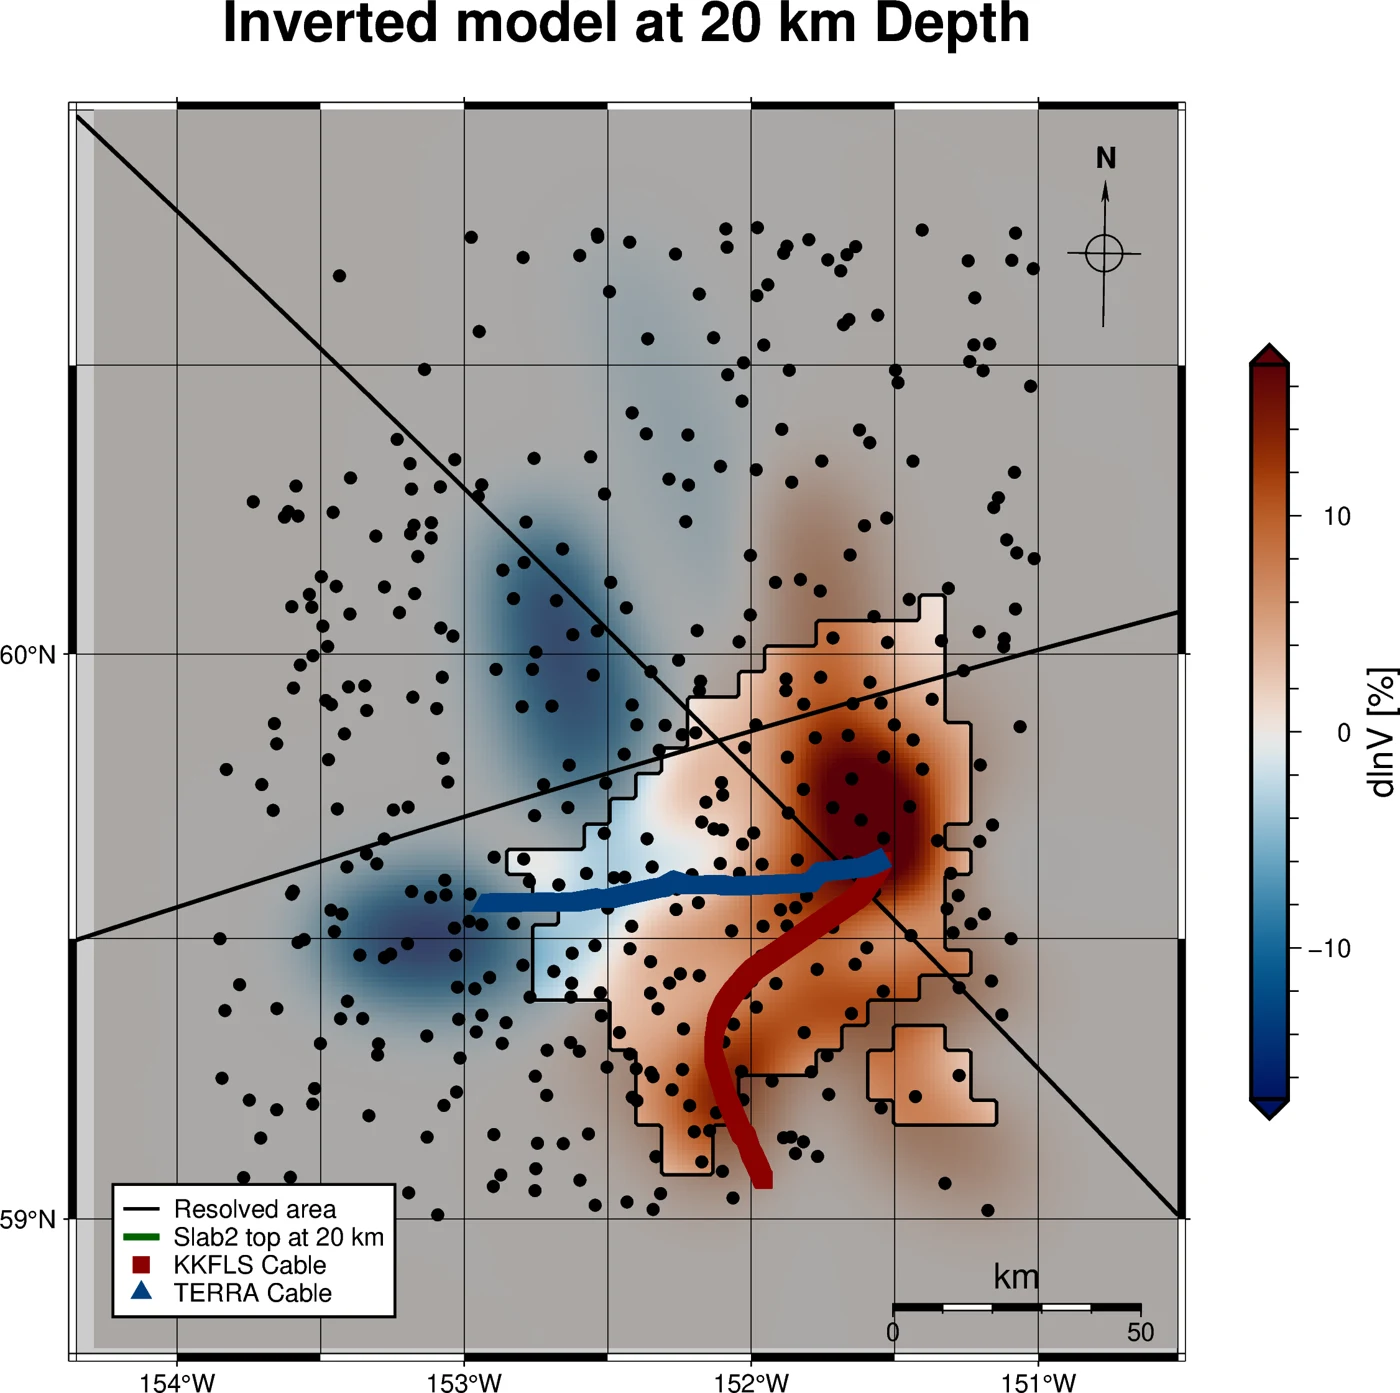 Inverted model at 20 km Depth
N
60°N
59°N
154°W
153°W
152°W
151°W
10
0
−10
dlnV [%]
Resolved area
Slab2 top at 20 km
KKFLS Cable
TERRA Cable
km
0
50